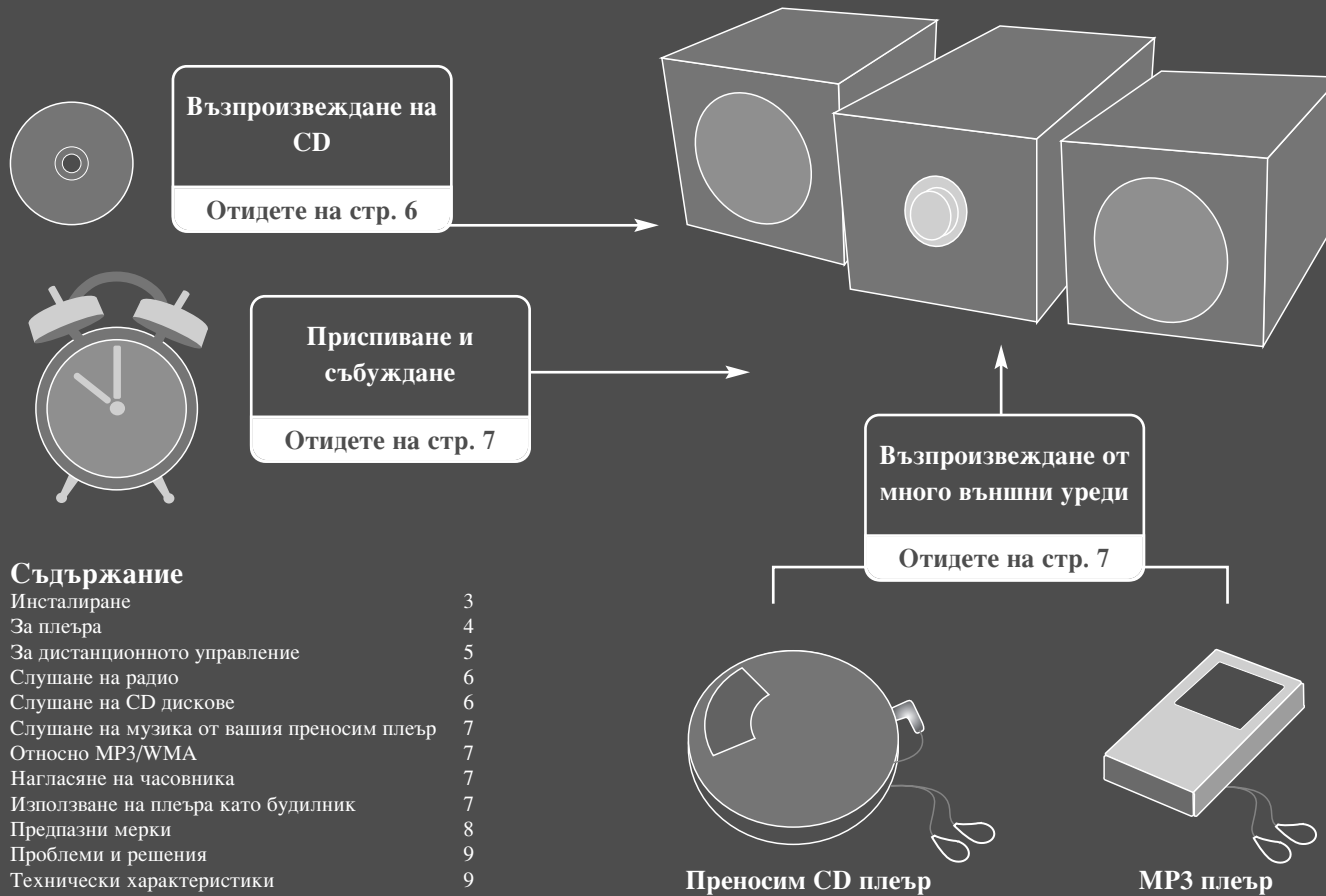 Възпроизвеждане на
CD
Отидете на стр. 6
Приспиване и
събуждане
Отидете на стр. 7
Възпроизвеждане от
много външни уреди
Отидете на стр. 7
Съдържание
Инсталиране 3
За плеъра 4
За дистанционното управление 5
Слушане на радио 6
Слушане на CD дискове 6
Слушане на музика от вашия преносим плеър 7
Относно MP3/WMA 7
Нагласяне на часовника 7
Използване на плеъра като будилник 7
Предпазни мерки 8
Проблеми и решения 9
Технически характеристики 9
Преносим CD плеър
MP3 плеър